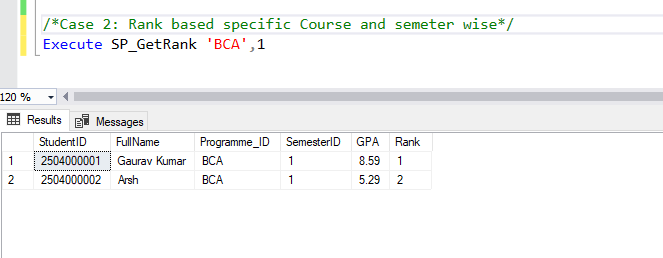 /*Case 2: Rank based specific Course and semeter wise*/
Execute SP_GetRank 'BCA',1
120 %
Results Messages
StudentID FullName Programme_ID SemesterID GPA Rank
1 2504000001 Gaurav Kumar BCA 1 8.59 1
2 2504000002 Arsh BCA 1 5.29 2